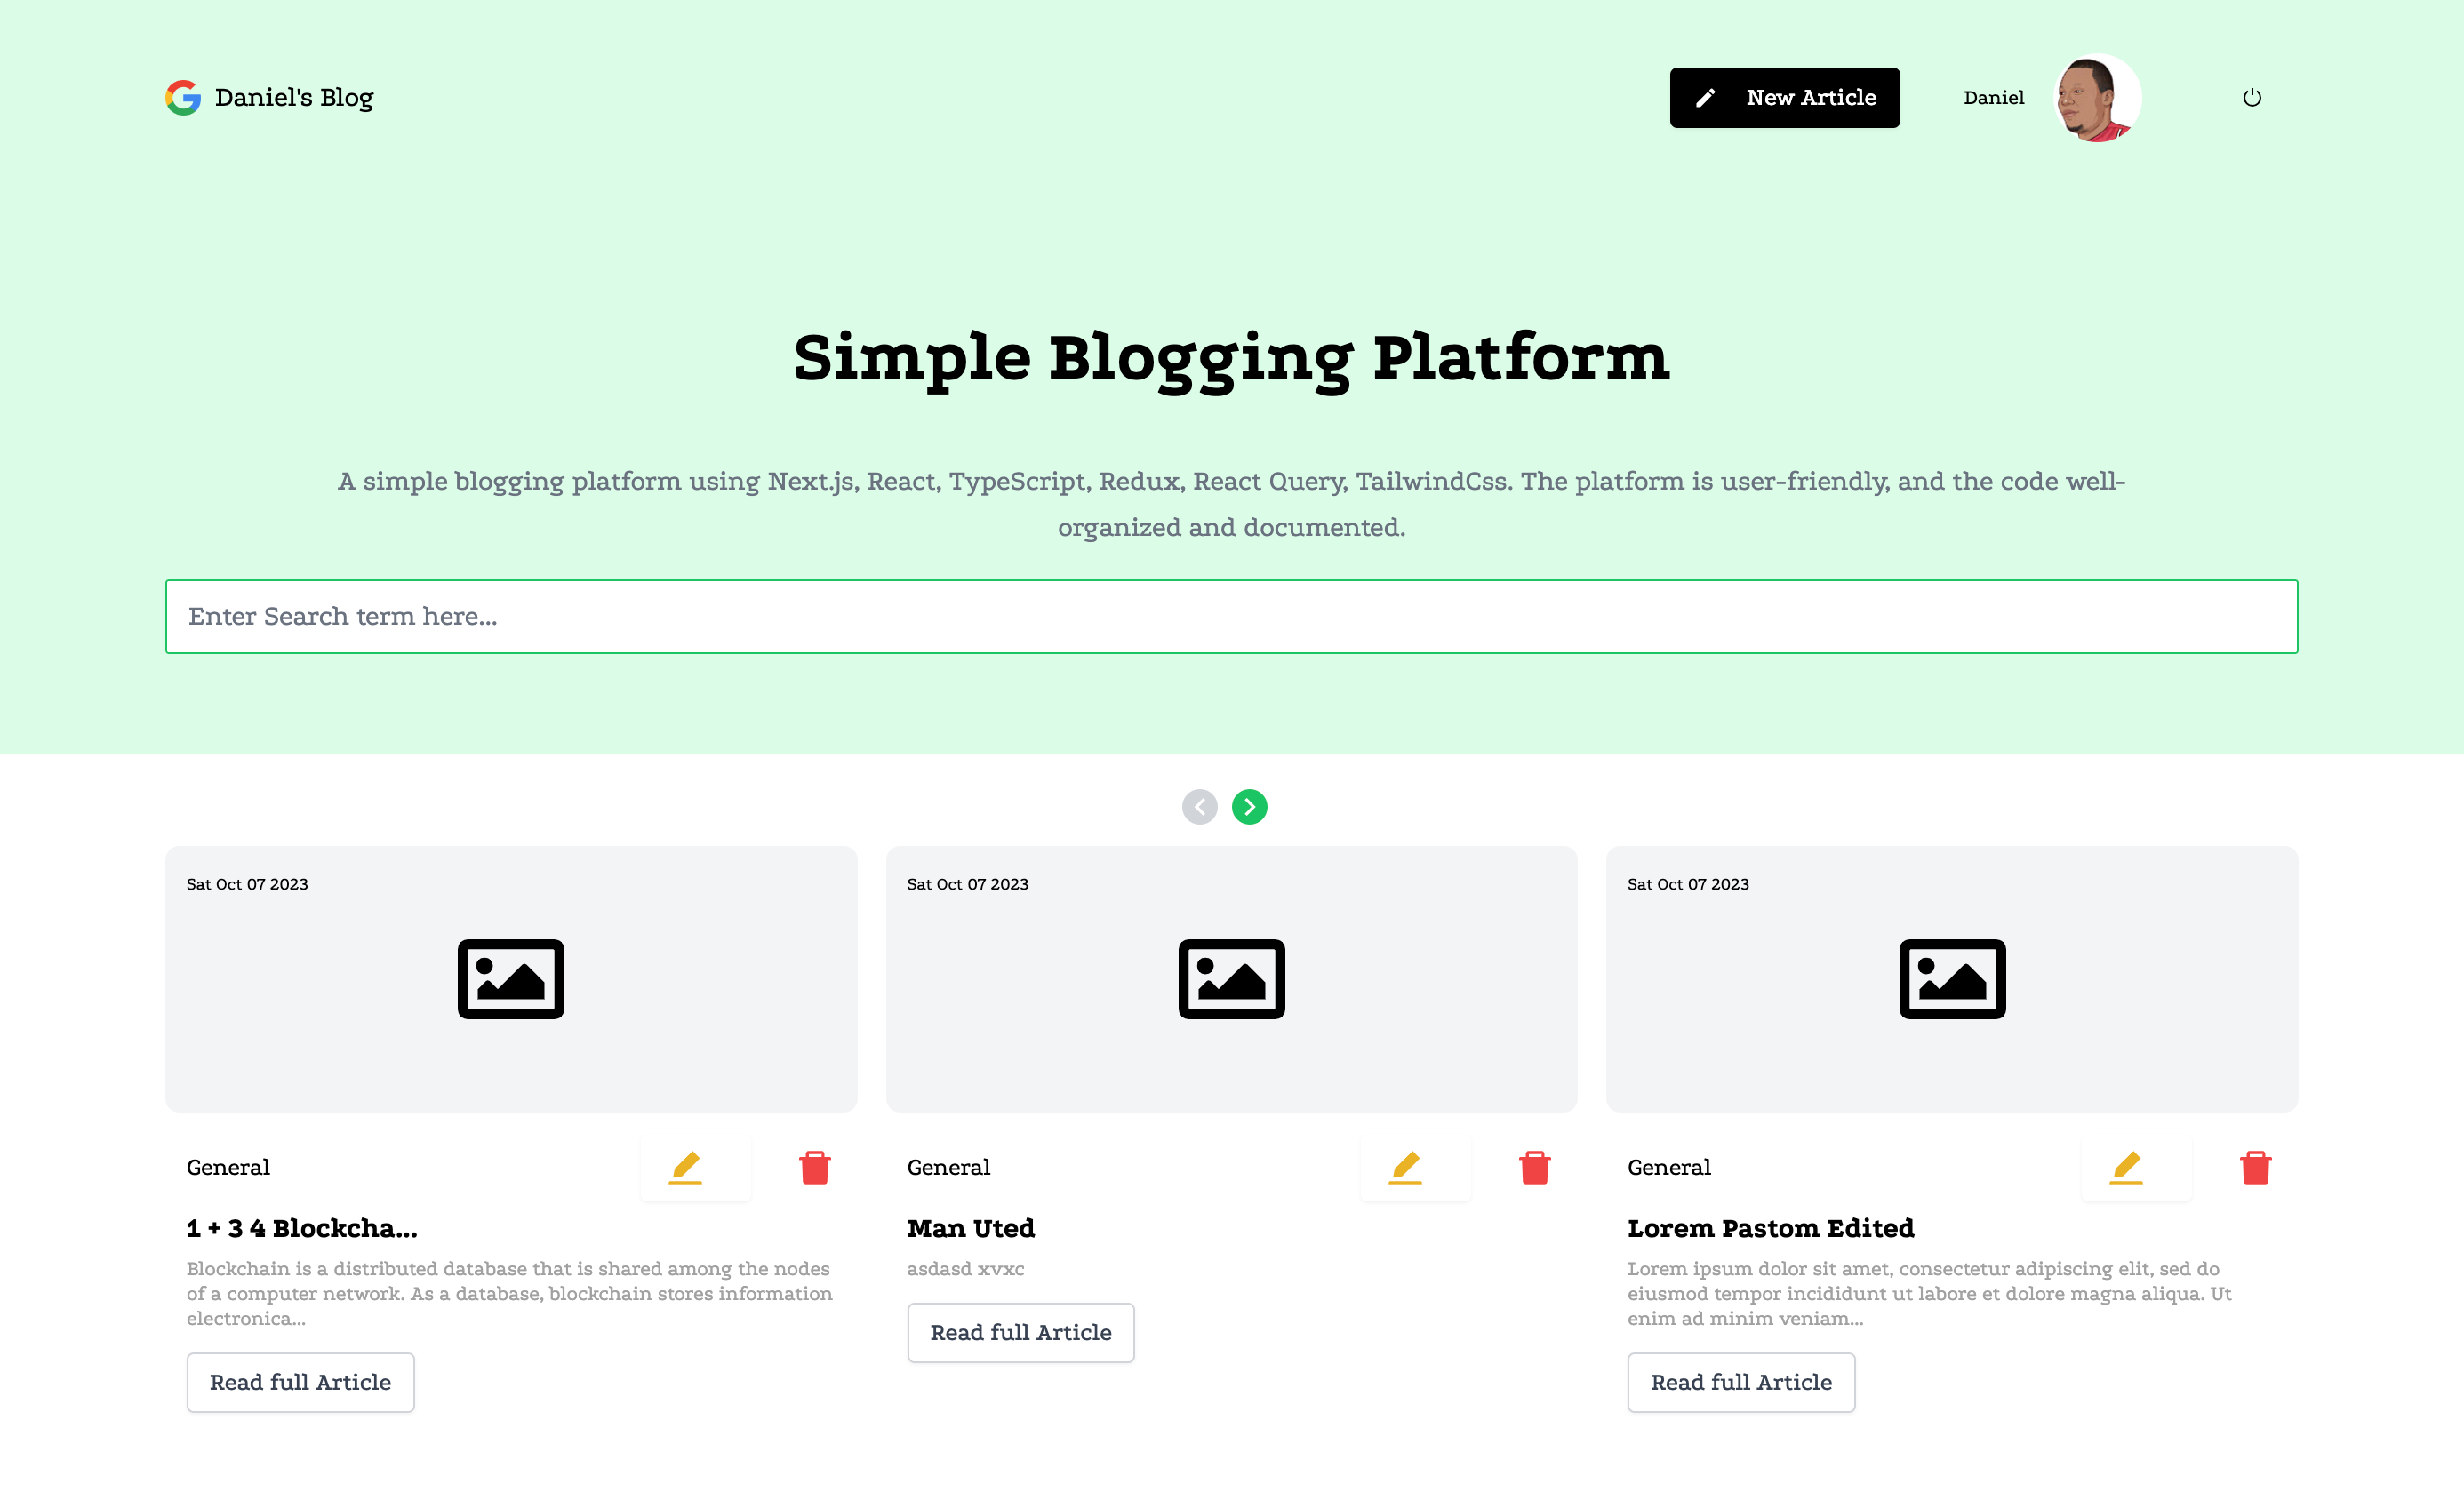 Daniel's Blog
New Article
Daniel
Simple Blogging Platform
A simple blogging platform using Next.js, React, TypeScript, Redux, React Query, TailwindCss. The platform is user-friendly, and the code well-
organized and documented.
Enter Search term here...
Sat Oct 07 2023
Sat Oct 07 2023
Sat Oct 07 2023
General
1 + 3 4 Blockcha...
Blockchain is a distributed database that is shared among the nodes
of a computer network. As a database, blockchain stores information
electronica...
Read full Article
General
Man Uted
asdasd xvxc
Read full Article
General
Lorem Pastom Edited
Lorem ipsum dolor sit amet, consectetur adipiscing elit, sed do
eiusmod tempor incididunt ut labore et dolore magna aliqua. Ut
enim ad minim veniam...
Read full Article